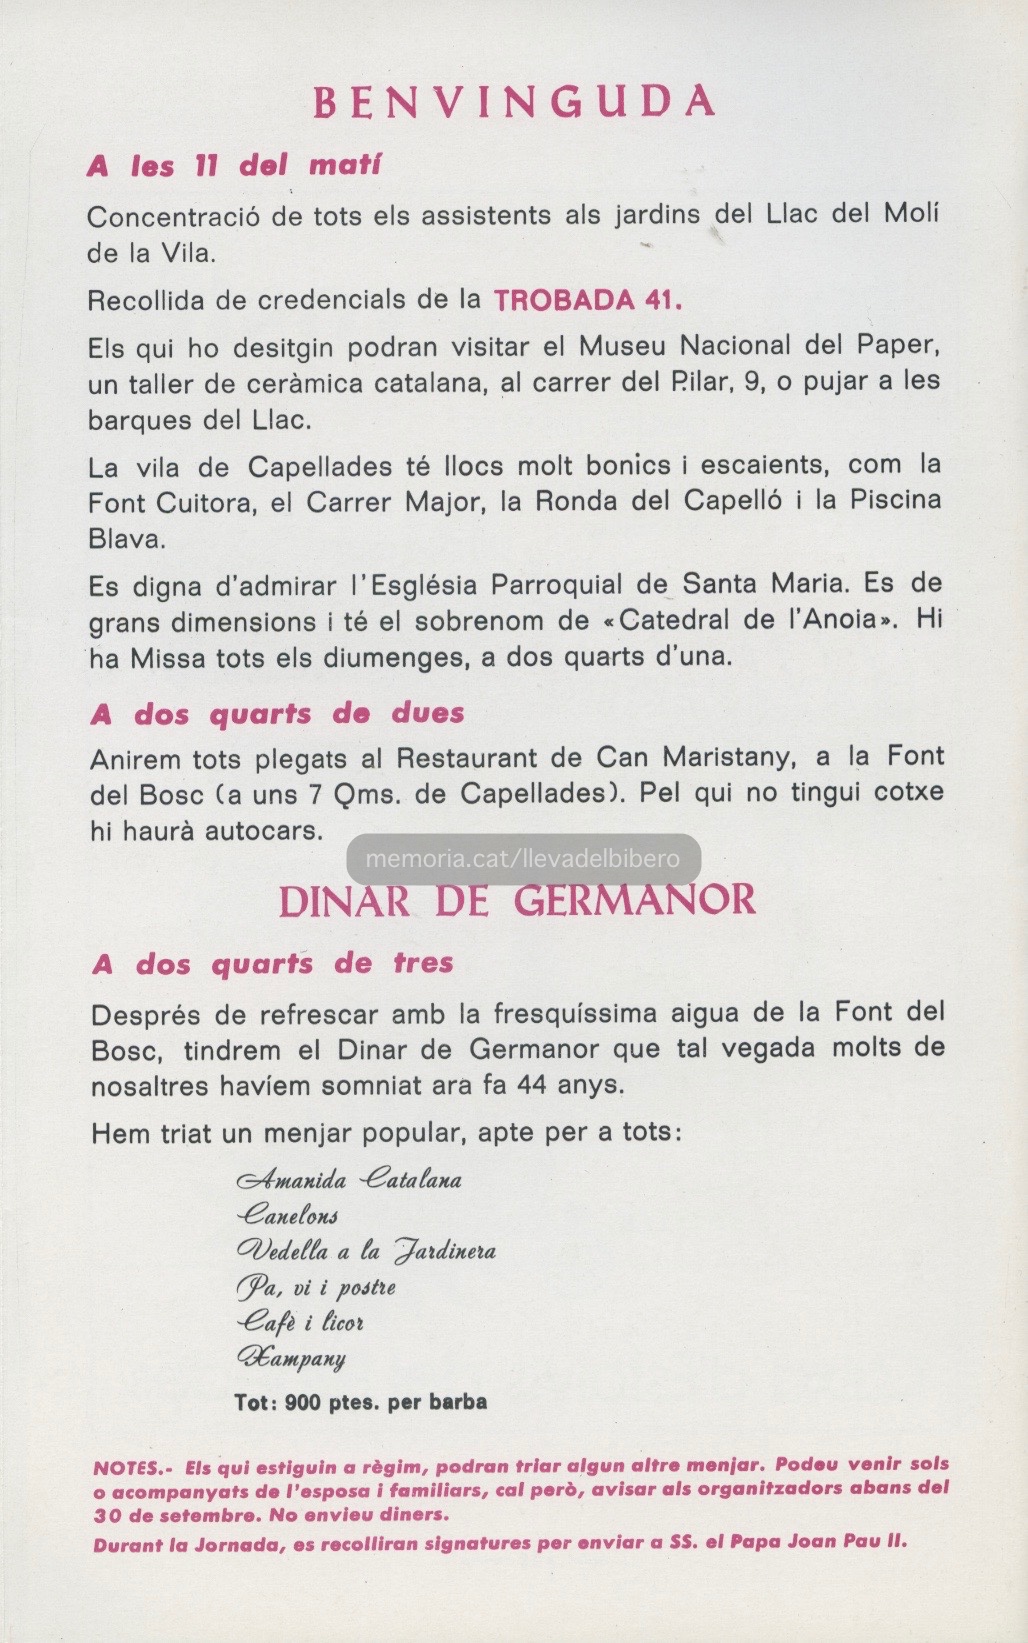 BENVINGUDA
A les 11 del matí
Concentració de tots els assistents als jardins del Llac del Molí
de la Vila.
Recollida de credencials de la TROBADA 41.
Els qui ho desitgin podran visitar el Museu Nacional del Paper,
un taller de ceràmica catalana, al carrer del Pilar, 9, o pujar a les
barques del Llac.
La vila de Capellades té llocs molt bonics i escaients, com la
Font Cuitora, el Carrer Major, la Ronda del Capelló i la Piscina
Blava.
Es digna d'admirar l'Església Parroquial de Santa Maria. Es de
grans dimensions i té el sobrenom de «Catedral de l'Anoia». Hi
ha Missa tots els diumenges, a dos quarts d'una.
A dos quarts de dues
Anirem tots plegats al Restaurant de Can Maristany, a la Font
del Bosc (a uns 7 Qms. de Capellades). Pel qui no tingui cotxe
hi haurà autocars.
memoria.cat/llevadelbibero
DINAR DE GERMANOR
A dos quarts de tres
Després de refrescar amb la fresquíssima aigua de la Font del
Bosc, tindrem el Dinar de Germanor que tal vegada molts de
nosaltres havíem somniat ara fa 44 anys.
Hem triat un menjar popular, apte per a tots:
Amanida Catalana
Canelons
Vedella a la Jardinera
Pa, vi i postre
Cafè i licor
Xampany
Tot: 900 ptes. per barba
NOTES.- Els qui estiguin a règim, podran triar algun altre menjar. Podeu venir sols
o acompanyats de l'esposa i familiars, cal però, avisar als organitzadors abans del
30 de setembre. No envieu diners.
Durant la Jornada, es recolliran signatures per enviar a SS. el Papa Joan Pau II.